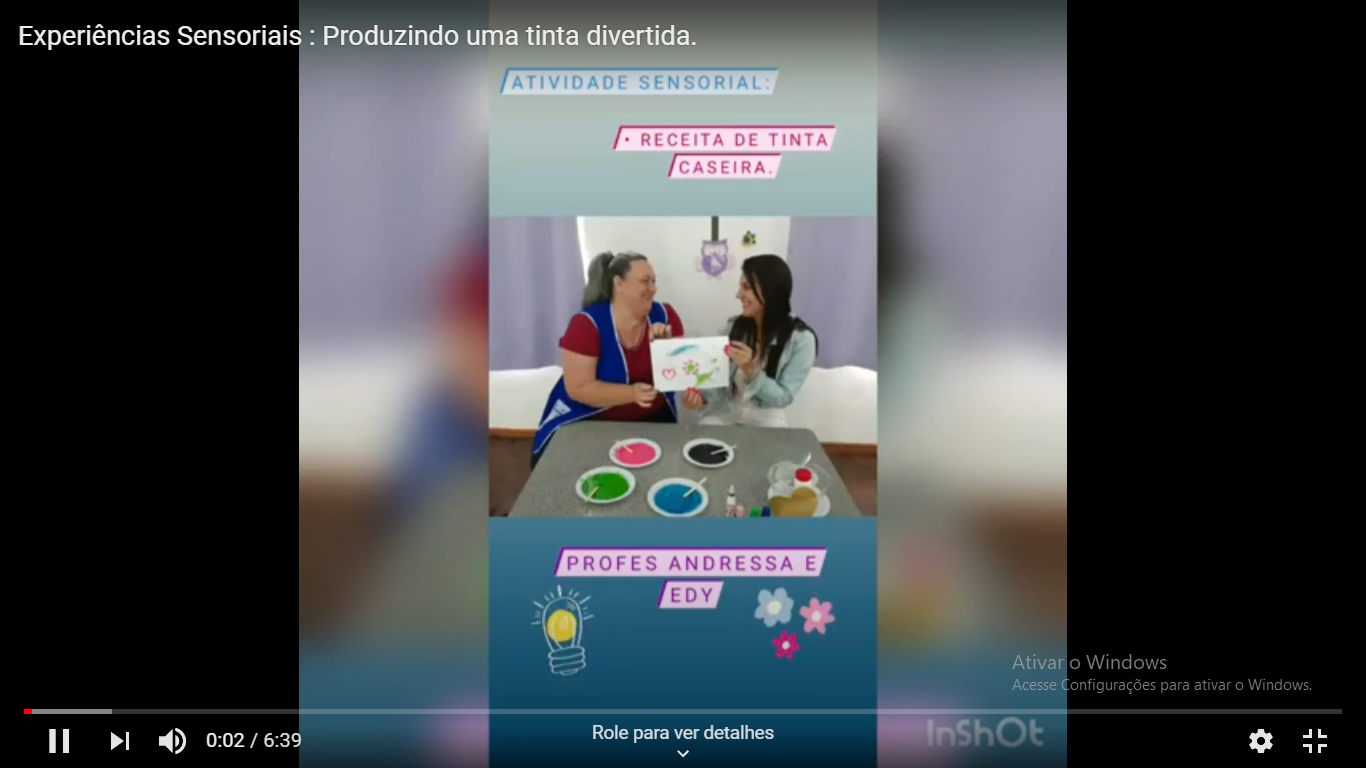 Experiências Sensoriais : Produzindo uma tinta divertida.
ATIVIDADE SENSORIAL:
• RECEITA DE TINTA
CASEIRA.
PROFES ANDRESSA E
EDY
Ativar o Windows
Acesse Configurações para ativar o Windows.
0:02 / 6:39
Role para ver detalhes
InShOt